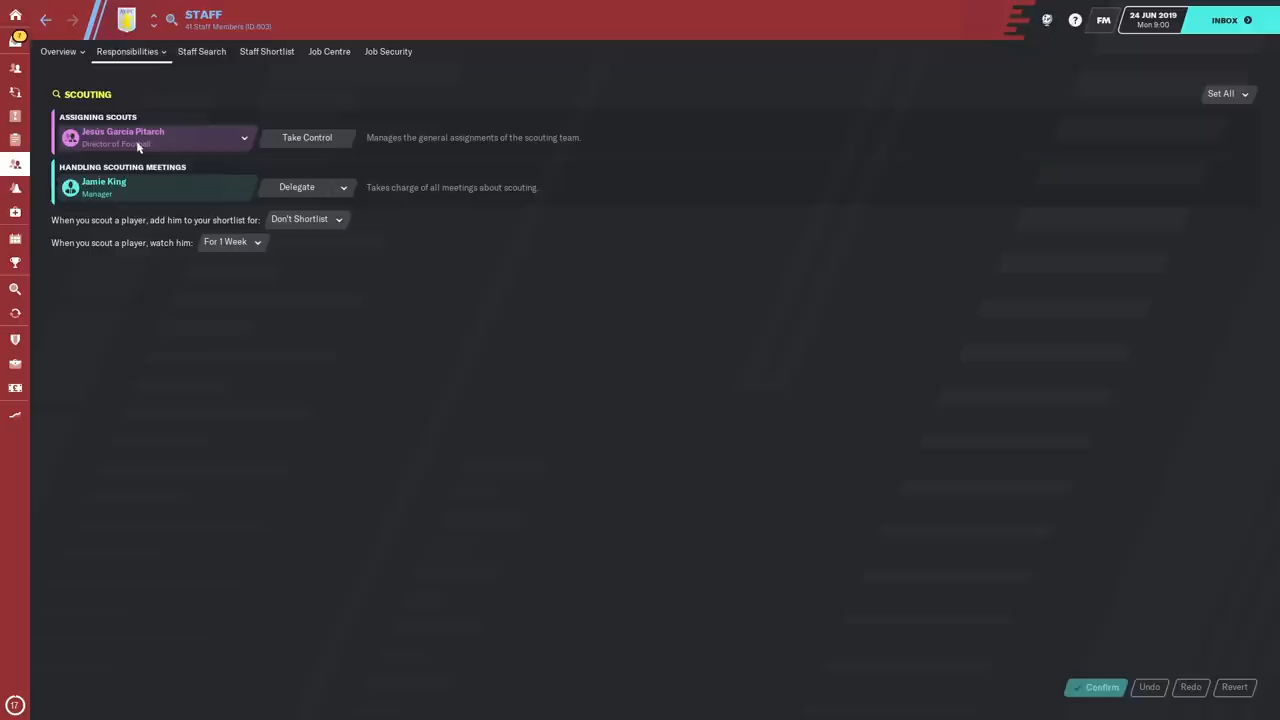 STAFF
41 Staff Members (ID:603)
7
FM
24 JUN 2019
Mon 9:00
INBOX
Overview
Responsibilities
Staff Search
Staff Shortlist
Job Centre
Job Security
SCOUTING
Set All
ASSIGNING SCOUTS
Jesús García Pitarch
Director of Football
Take Control
Manages the general assignments of the scouting team.
HANDLING SCOUTING MEETINGS
Jamie King
Manager
Delegate
Takes charge of all meetings about scouting.
When you scout a player, add him to your shortlist for:
Don't Shortlist
When you scout a player, watch him:
For 1 Week
Confirm
Undo
Redo
Revert
17